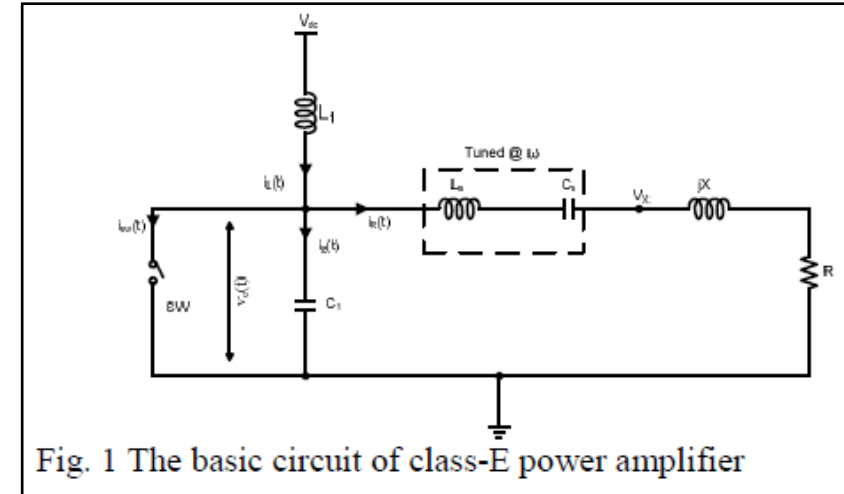 Vdc
L1
Tuned @ ω
iL(t)
Ls
Cs
Vx
jX
isw(t)
iR(t)
ic(t)
SW
vc(t)
C1
R
Fig. 1 The basic circuit of class-E power amplifier